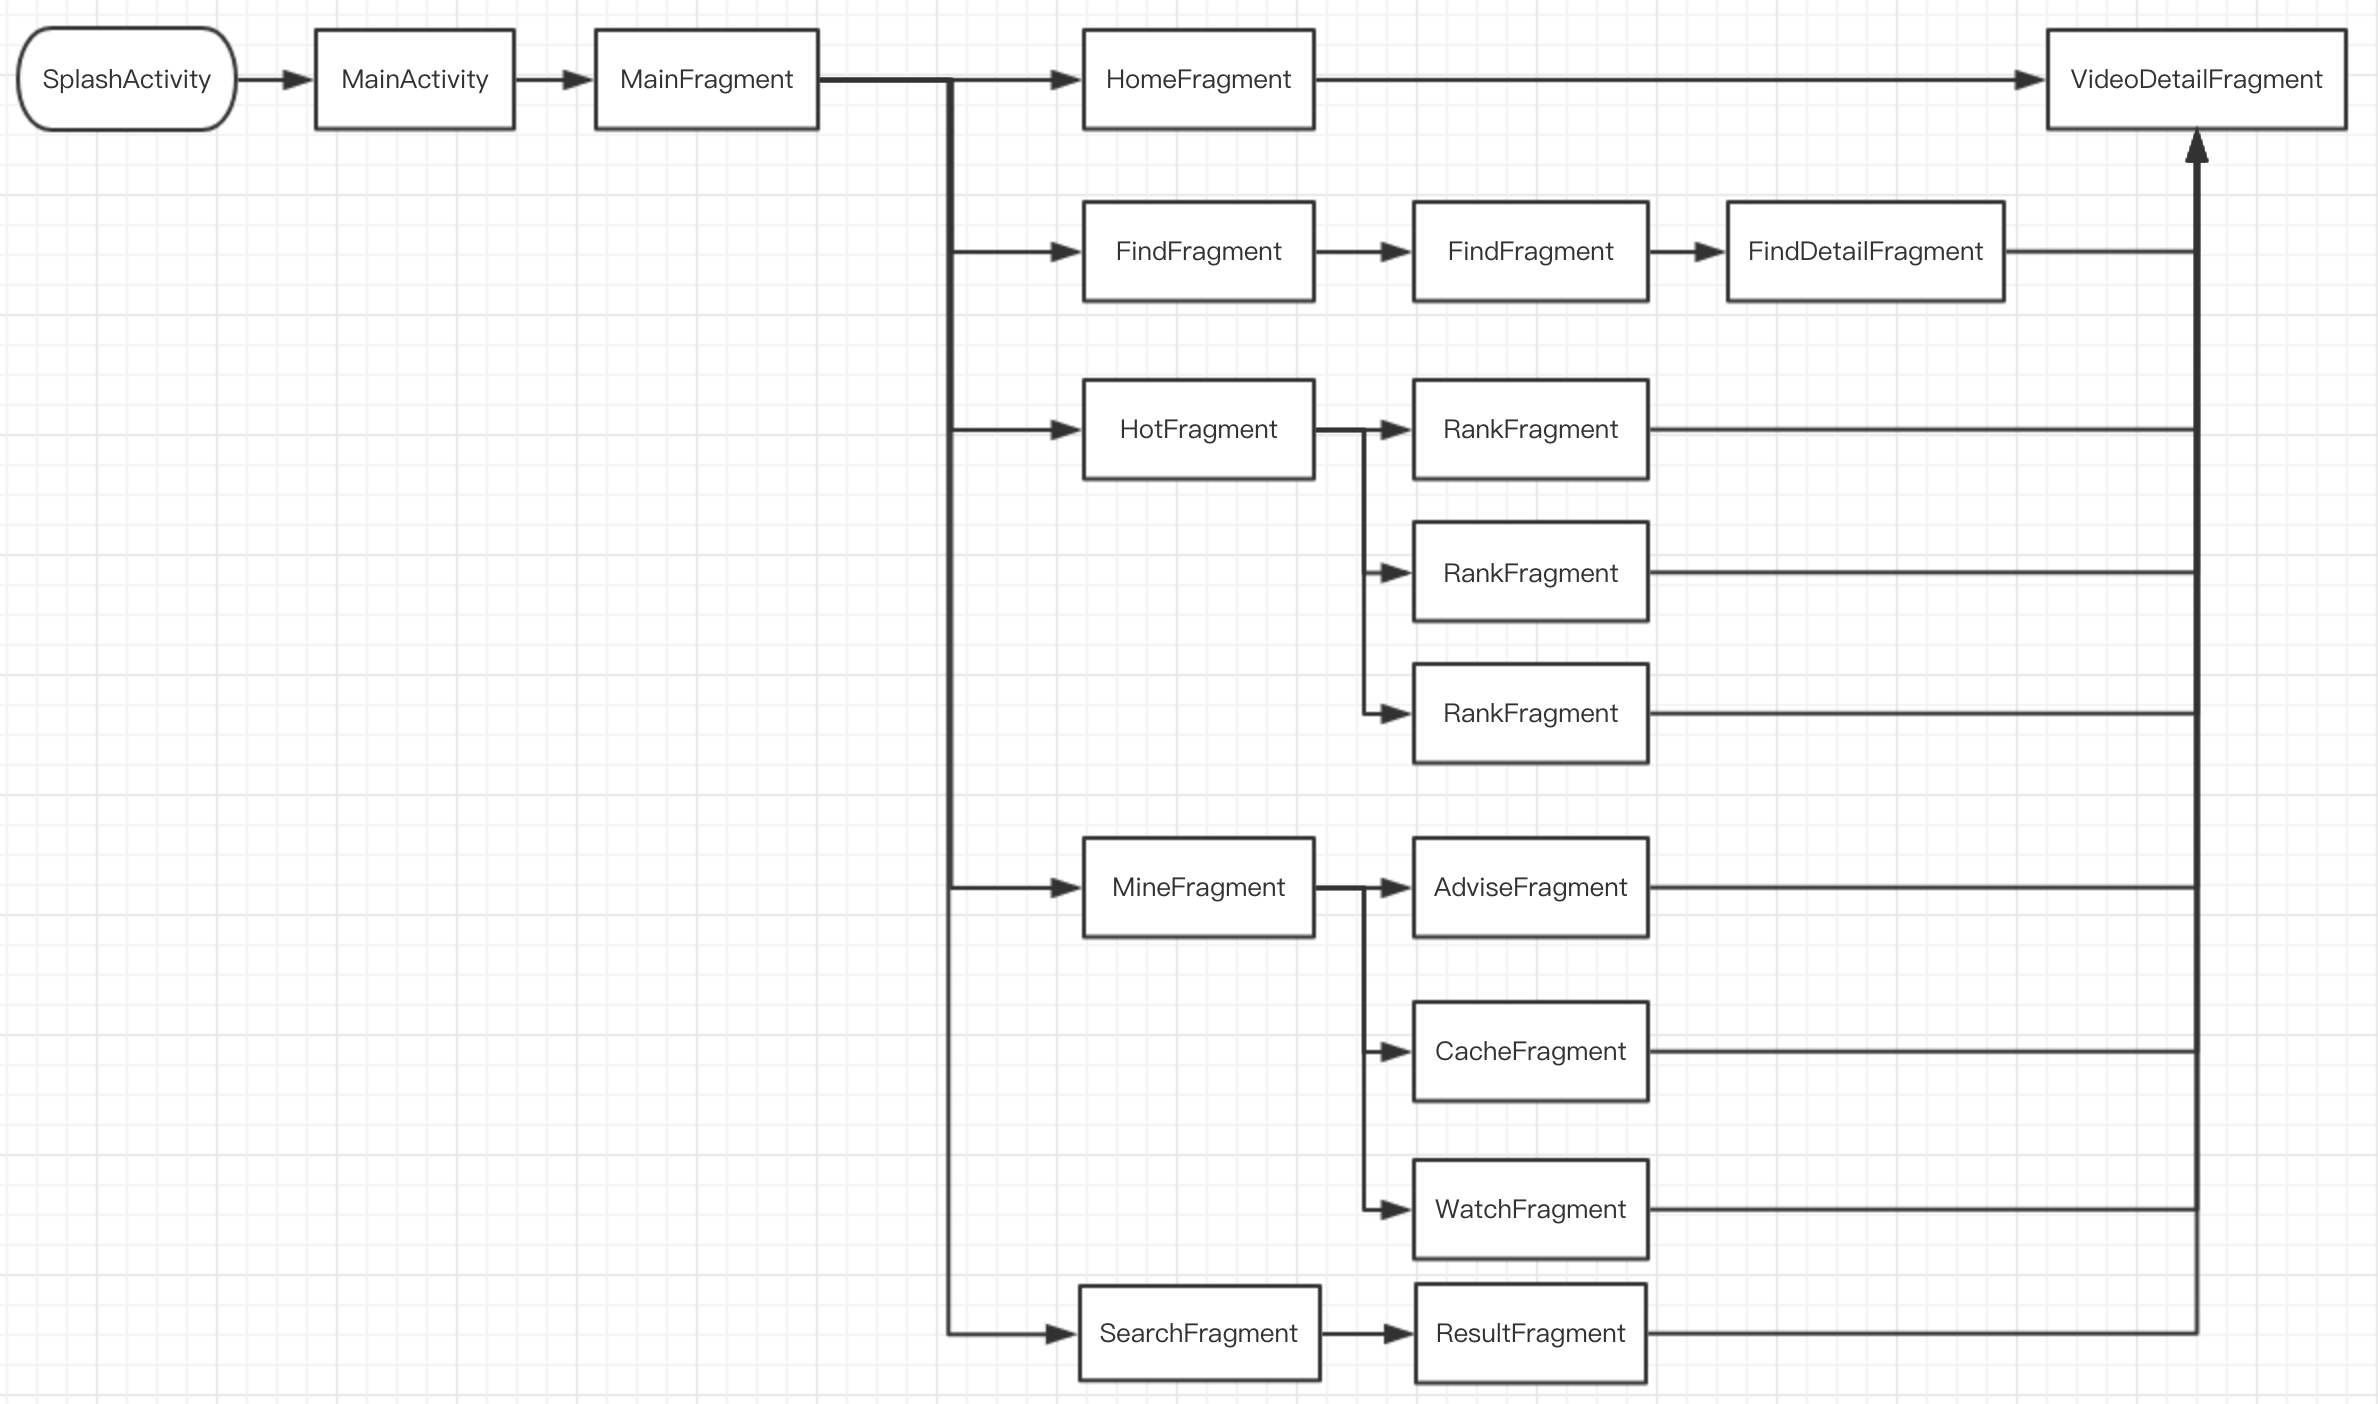 SplashActivity
MainActivity
MainFragment
HomeFragment
VideoDetailFragment
FindFragment
FindFragment
FindDetailFragment
HotFragment
RankFragment
RankFragment
RankFragment
MineFragment
AdviseFragment
CacheFragment
WatchFragment
SearchFragment
ResultFragment